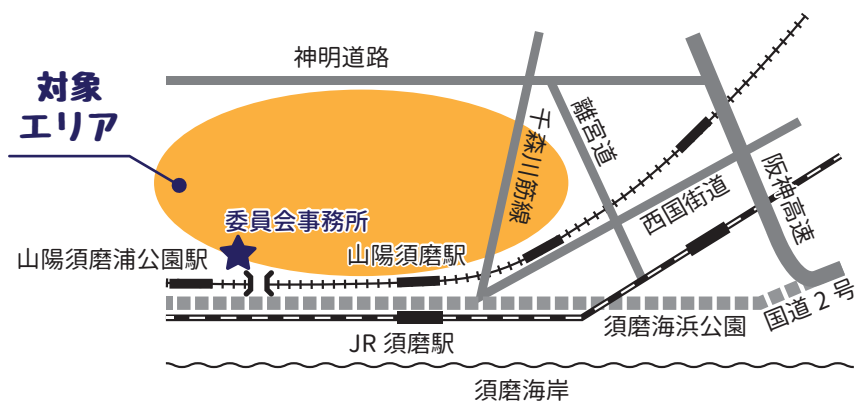 神明道路
対象
エリア
千森川筋線
離宮道
阪神高速
西国街道
委員会事務所
山陽須磨浦公園駅
山陽須磨駅
国道2号
須磨海浜公園
JR 須磨駅
須磨海岸